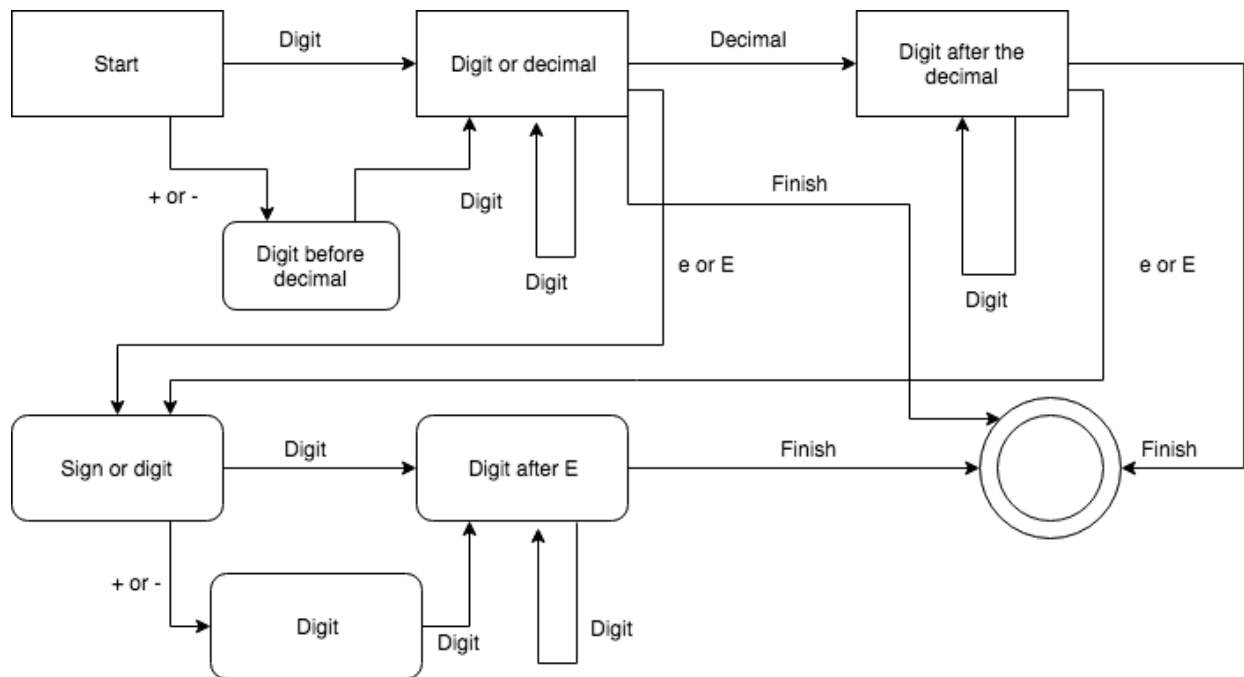 Digit
Decimal
Start
Digit or decimal
Digit after the
decimal
+ or -
Digit
Finish
Digit before
decimal
Digit
e or E
e or E
Digit
Sign or digit
Digit
Digit after E
Finish
Finish
+ or -
Digit
Digit
Digit